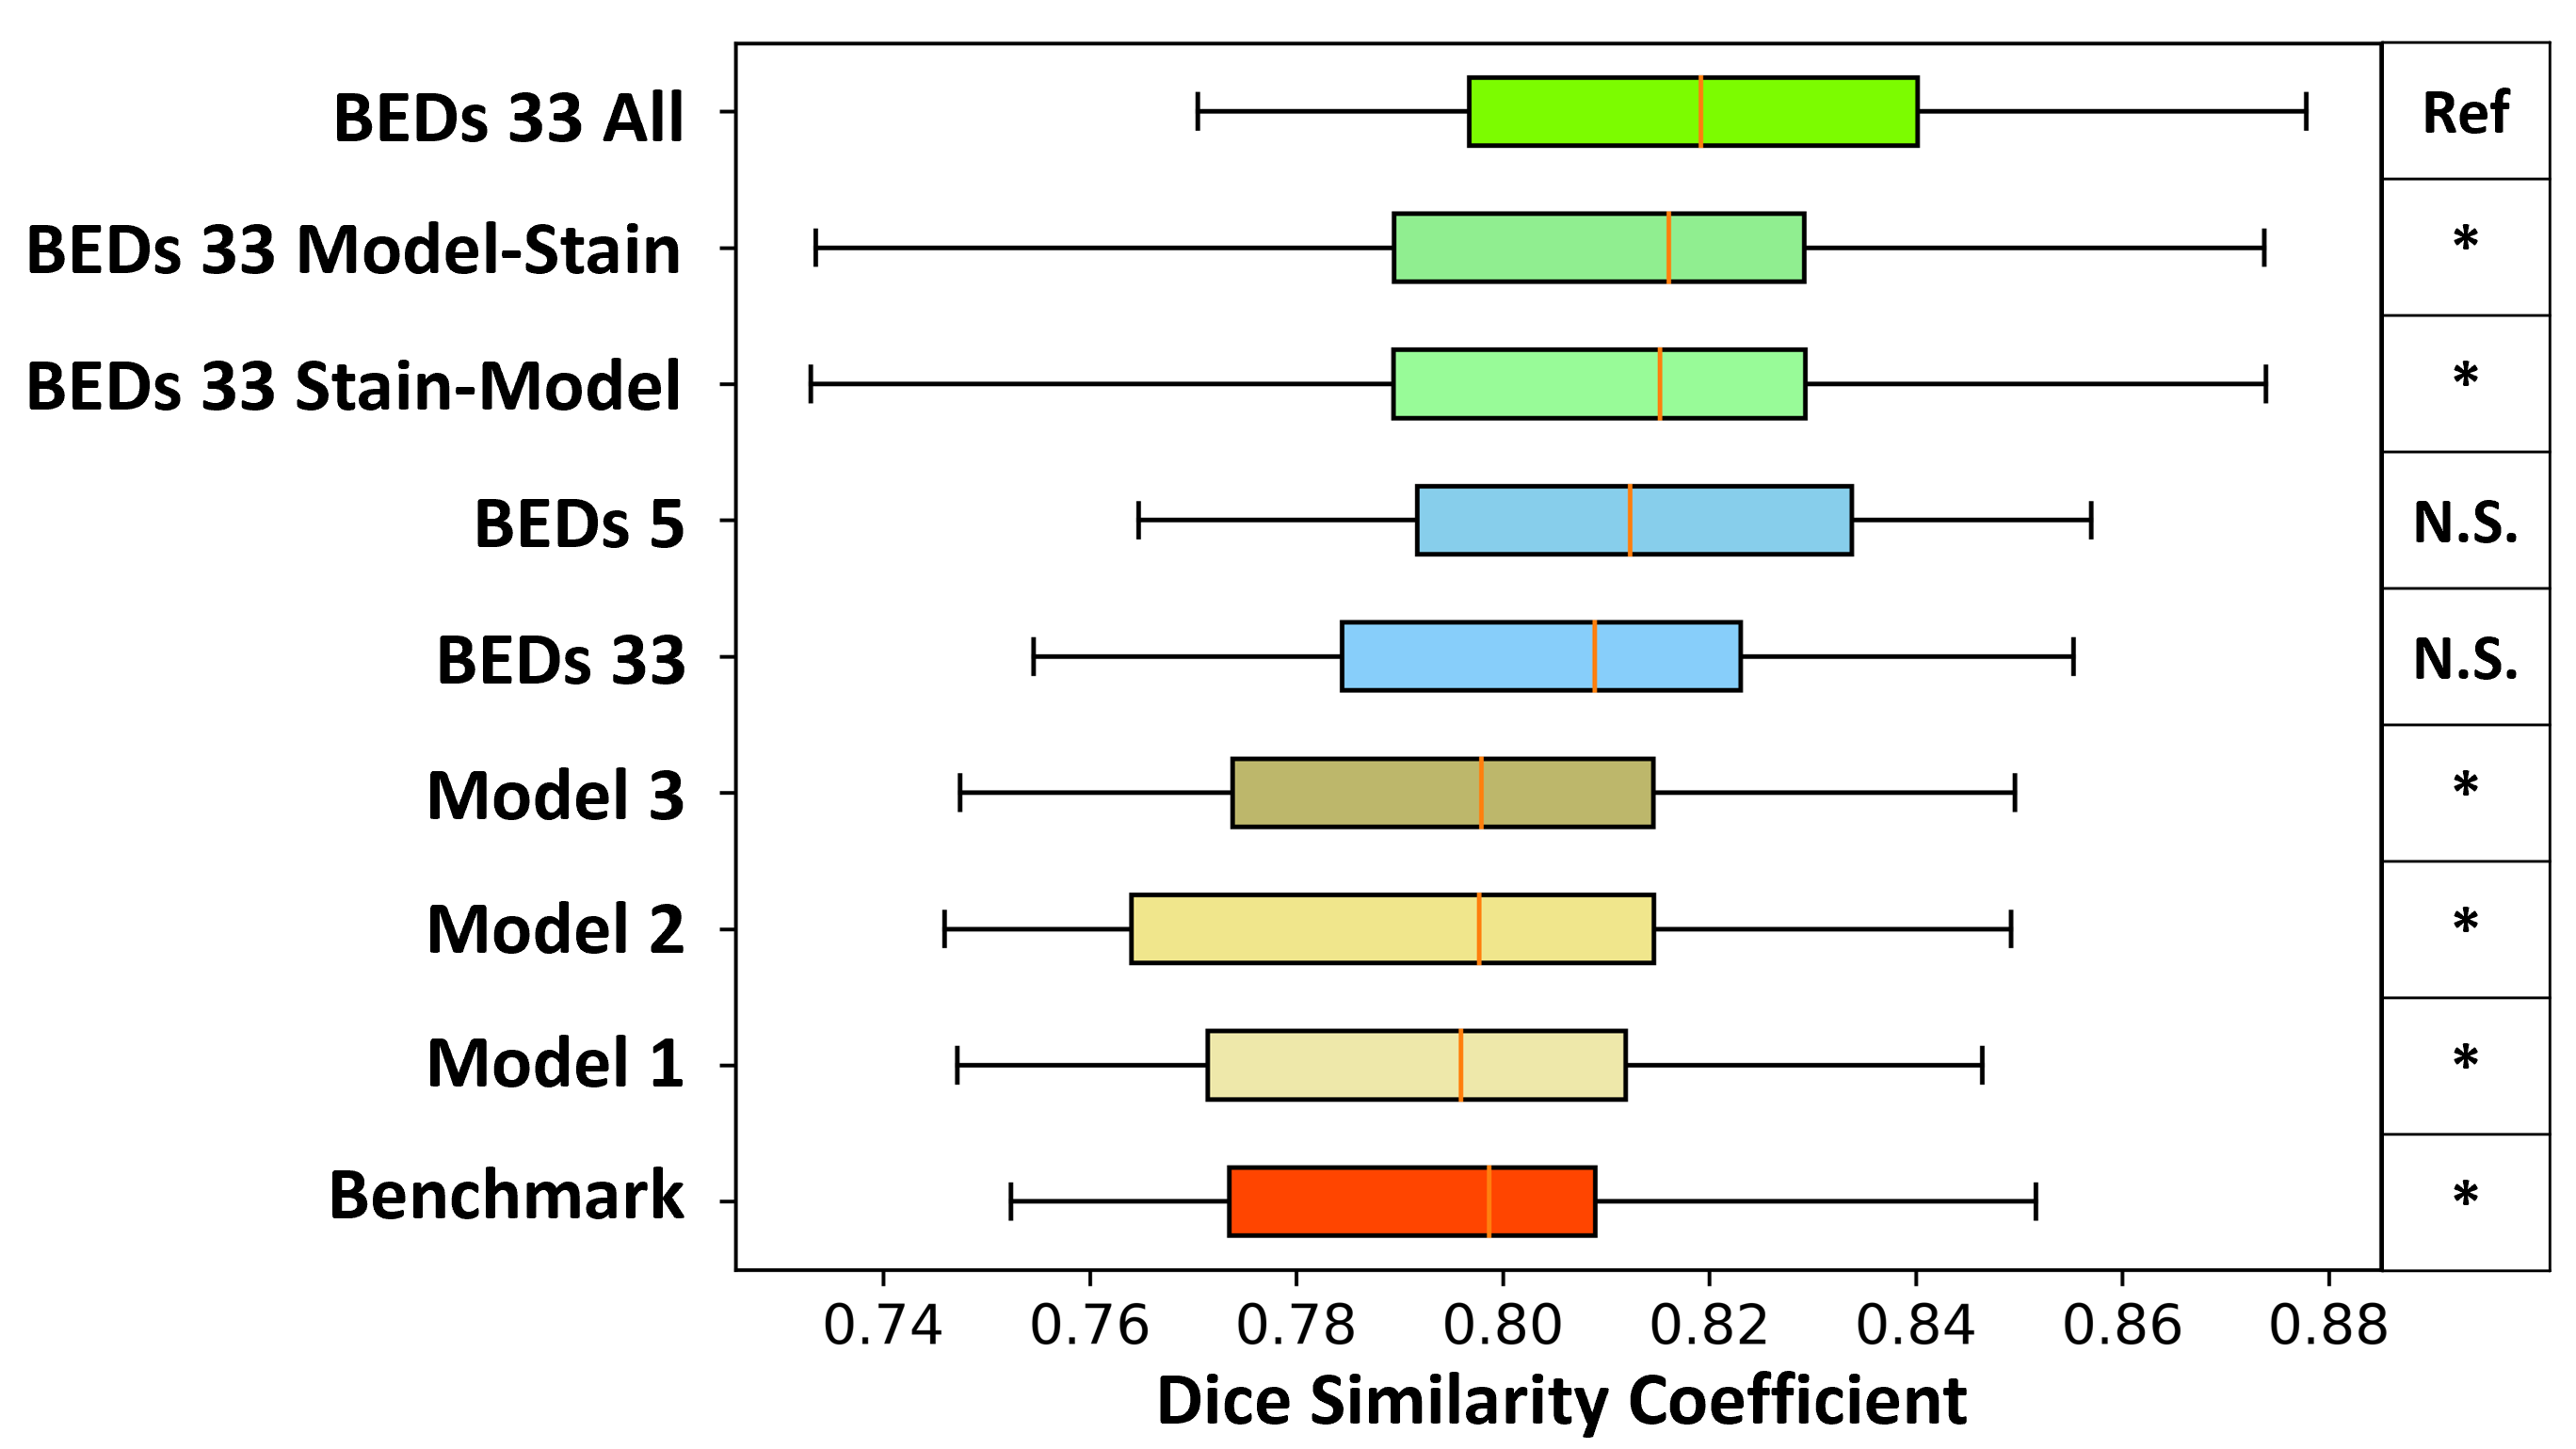 BEDs 33 All Ref
BEDs 33 Model-Stain *
BEDs 33 Stain-Model *
BEDs 5 N.S.
BEDs 33 N.S.
Model 3 *
Model 2 *
Model 1 *
Benchmark *
0.74 0.76 0.78 0.80 0.82 0.84 0.86 0.88
Dice Similarity Coefficient